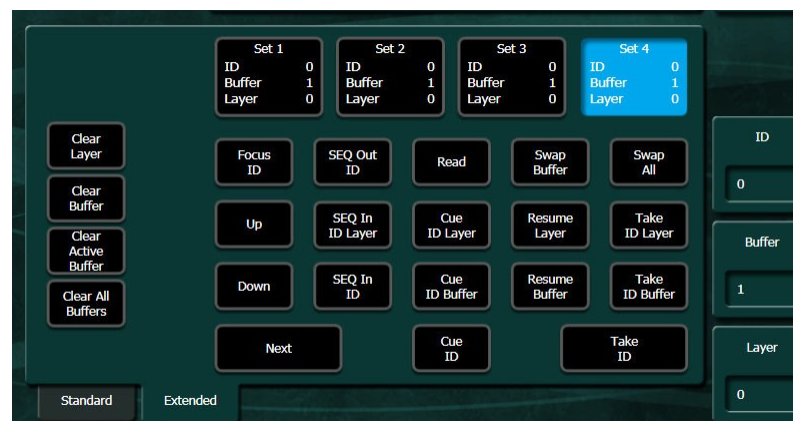 Set 1
ID 0
Buffer 1
Layer 0
Set 2
ID 0
Buffer 1
Layer 0
Set 3
ID 0
Buffer 1
Layer 0
Set 4
ID 0
Buffer 1
Layer 0
Clear
Layer
Clear
Buffer
Clear
Active
Buffer
Clear All
Buffers
Focus
ID
SEQ Out
ID
Read
Swap
Buffer
Swap
All
Up
SEQ In
ID Layer
Cue
ID Layer
Resume
Layer
Take
ID Layer
Down
SEQ In
ID
Cue
ID Buffer
Resume
Buffer
Take
ID Buffer
Next
Cue
ID
Take
ID
ID
0
Buffer
1
Layer
0
Standard
Extended